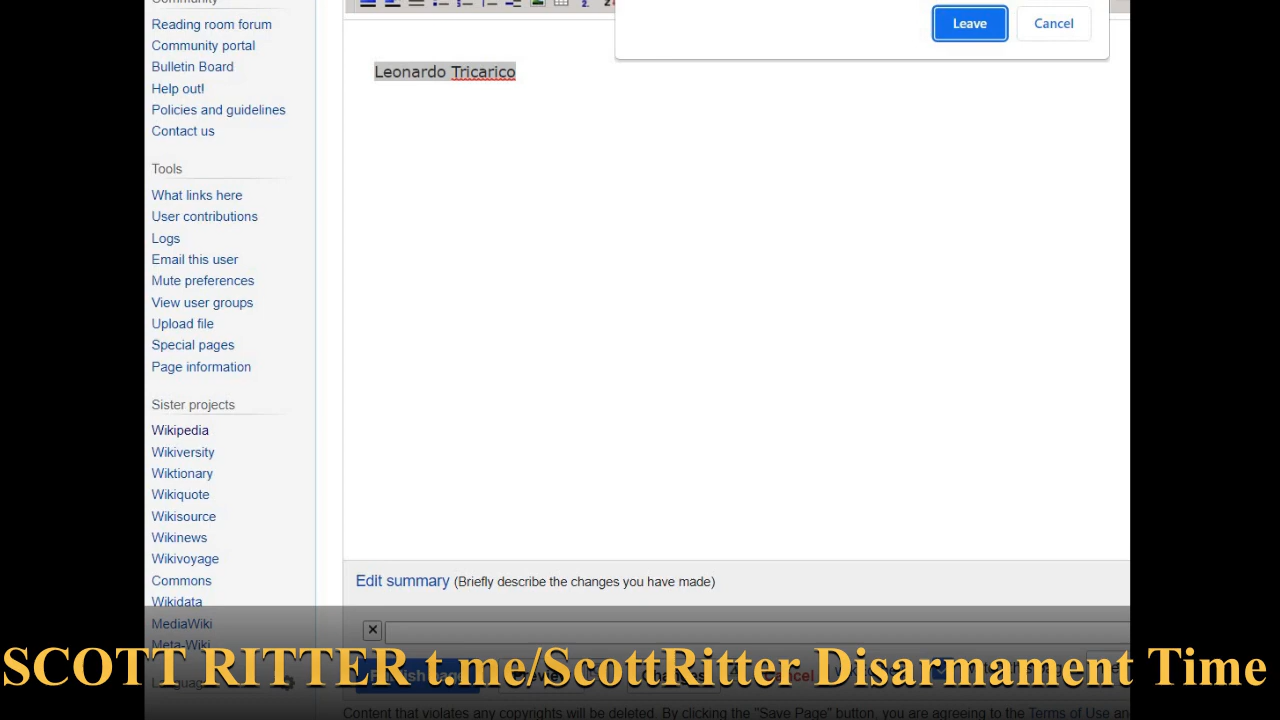 Community
Reading room forum
Community portal
Bulletin Board
Help out!
Policies and guidelines
Contact us
Tools
What links here
User contributions
Logs
Email this user
Mute preferences
View user groups
Upload file
Special pages
Page information
Sister projects
Wikipedia
Wikiversity
Wiktionary
Wikiquote
Wikisource
Wikinews
Wikivoyage
Commons
Wikidata
MediaWiki
Meta-Wiki
Leave Cancel
Leonardo Tricarico
Edit summary (Briefly describe the changes you have made)
SCOTT RITTER t.me/ScottRitter Disarmament Time
Content that violates any copyrights will be deleted. By clicking the "Save Page" button, you are agreeing to the Terms of Use an